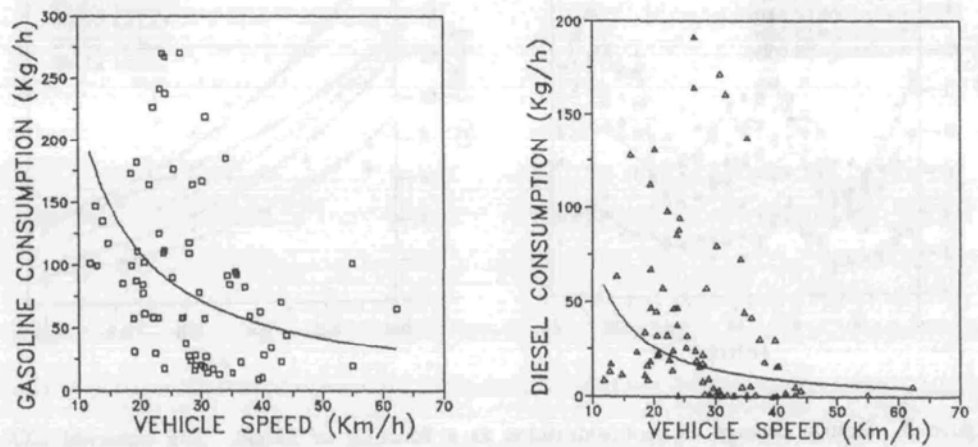 GASOLINE CONSUMPTION (Kg/h)
300
250
200
150
100
50
0
10 20 30 40 50 60 70
VEHICLE SPEED (Km/h)
DIESEL CONSUMPTION (Kg/h)
200
150
100
50
0
10 20 30 40 50 60 70
VEHICLE SPEED (Km/h)